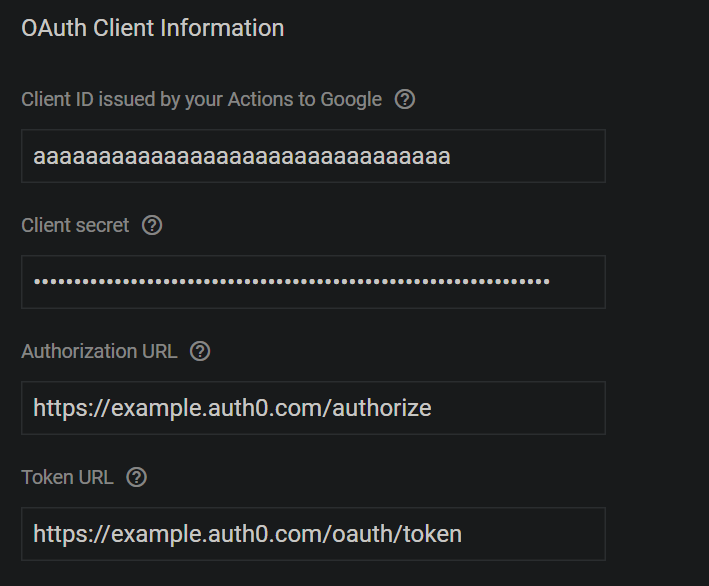 OAuth Client Information
Client ID issued by your Actions to Google ?
aaaaaaaaaaaaaaaaaaaaaaaaaaaaaaaa
Client secret ?
••••••••••••••••••••••••••••••••••••••••••••••••••••••••••••••••
Authorization URL ?
https://example.auth0.com/authorize
Token URL ?
https://example.auth0.com/oauth/token